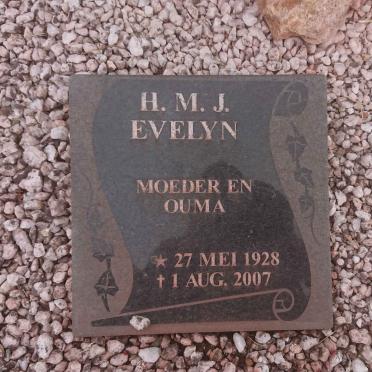 H. M. J.
EVELYN
MOEDER EN
OUMA
★ 27 MEI 1928
† 1 AUG. 2007